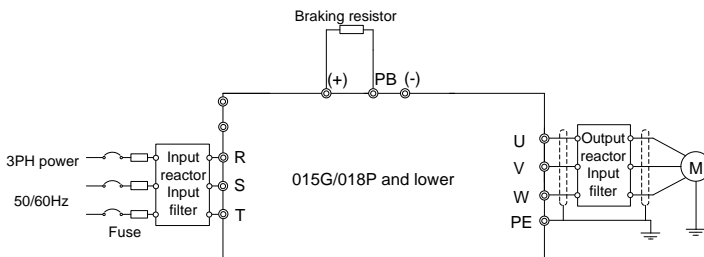 Braking resistor
(+) PB (-)
3PH power
50/60Hz
Fuse
Input
reactor
Input
filter
R
S
T
015G/018P and lower
U
V
W
PE
Output
reactor
Input
filter
M